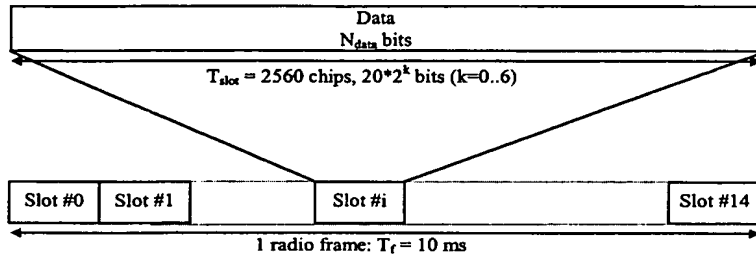 Data
N_data bits
T_slot = 2560 chips, 20*2^k bits (k=0..6)
Slot #0 Slot #1 Slot #i Slot #14
1 radio frame: T_f = 10 ms